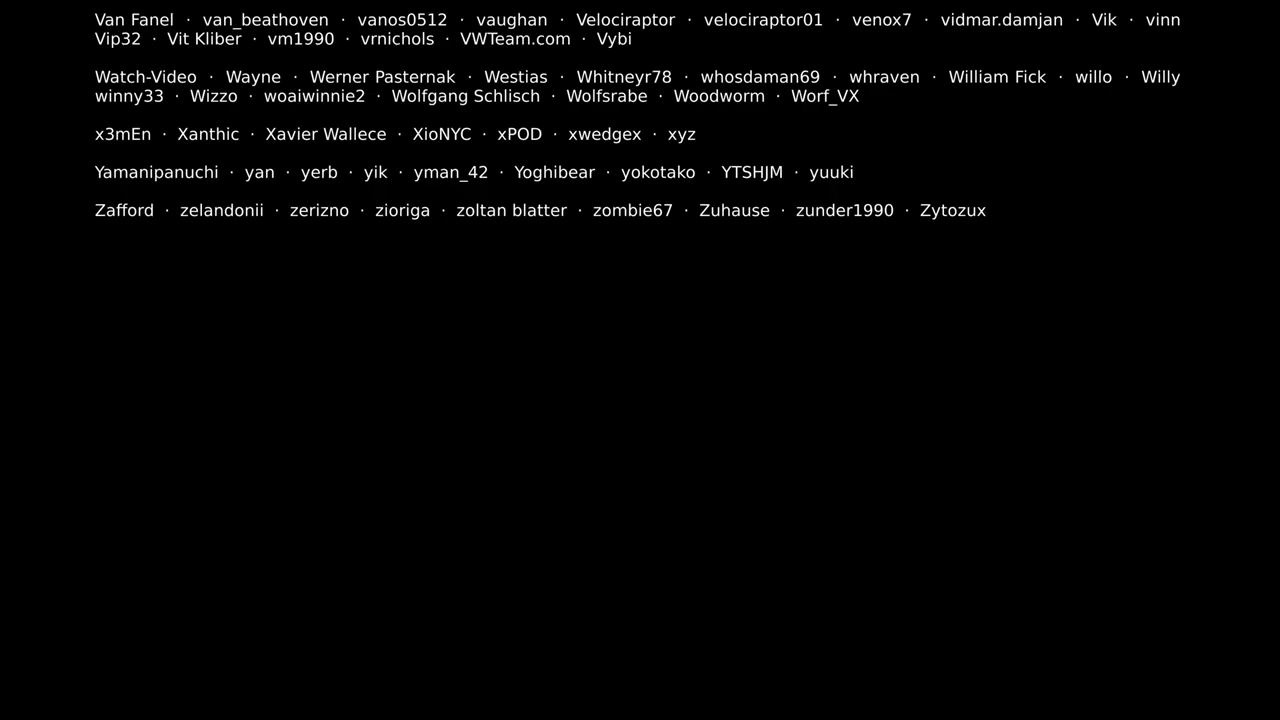 Van Fanel · van_beathoven · vanos0512 · vaughan · Velociraptor · velociraptor01 · venox7 · vidmar.damjan · Vik · vinn
Vip32 · Vit Kliber · vm1990 · vrnichols · VWTeam.com · Vybi
Watch-Video · Wayne · Werner Pasternak · Westias · Whitneyr78 · whosdaman69 · whraven · William Fick · willo · Willy
winny33 · Wizzo · woaiwinnie2 · Wolfgang Schlisch · Wolfsrabe · Woodworm · Worf_VX
x3mEn · Xanthic · Xavier Wallece · XioNYC · xPOD · xwedgex · xyz
Yamanipanuchi · yan · yerb · yik · yman_42 · Yoghibear · yokotako · YTSHJM · yuuki
Zafford · zelandonii · zerizno · zioriga · zoltan blatter · zombie67 · Zuhause · zunder1990 · Zytozux